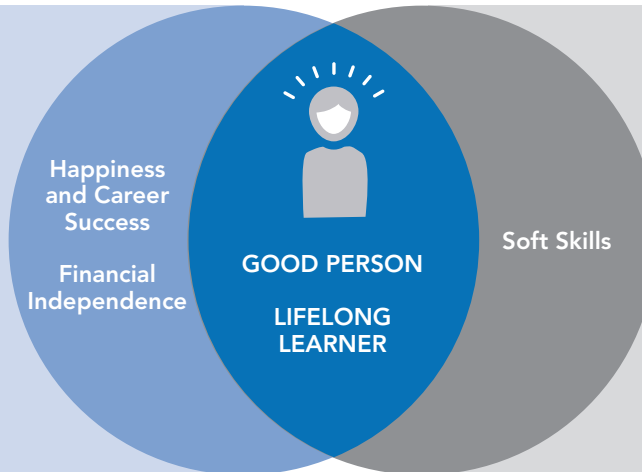 Happiness
and Career
Success
Financial
Independence
GOOD PERSON
LIFELONG
LEARNER
Soft Skills